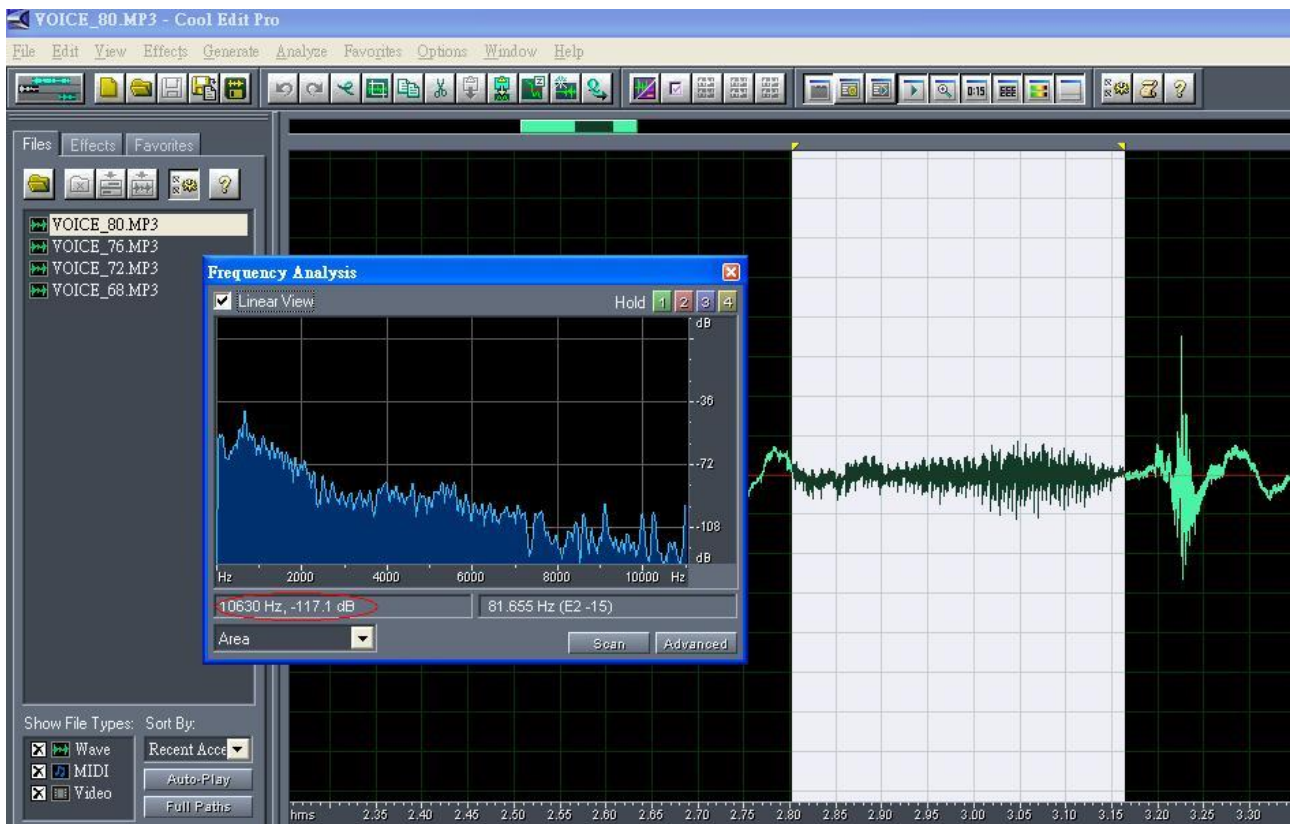 VOICE_80.MP3 - Cool Edit Pro
File Edit View Effects Generate Analyze Favorites Options Window Help
0:15
Files Effects Favorites
VOICE_80.MP3
VOICE_76.MP3
VOICE_72.MP3
VOICE_68.MP3
Frequency Analysis
Linear View
Hold 1 2 3 4
dB
-36
-72
-108
dB
Hz 2000 4000 6000 8000 10000 Hz
10630 Hz, -117.1 dB
81.655 Hz (E2 -15)
Area
Scan Advanced
Show File Types: Sort By:
Wave
Recent Acce
MIDI
Auto-Play
Video
Full Paths
hms 2.35 2.40 2.45 2.50 2.55 2.60 2.65 2.70 2.75 2.80 2.85 2.90 2.95 3.00 3.05 3.10 3.15 3.20 3.25 3.30